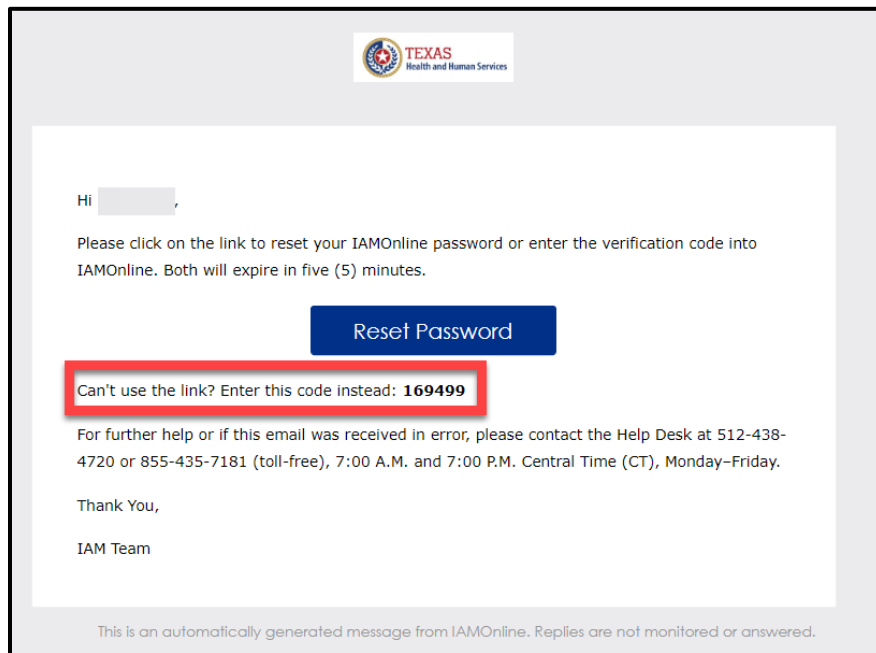 TEXAS
Health and Human Services
Hi ,
Please click on the link to reset your IAMOnline password or enter the verification code into
IAMOnline. Both will expire in five (5) minutes.
Reset Password
Can't use the link? Enter this code instead: 169499
For further help or if this email was received in error, please contact the Help Desk at 512-438-
4720 or 855-435-7181 (toll-free), 7:00 A.M. and 7:00 P.M. Central Time (CT), Monday–Friday.
Thank You,
IAM Team
This is an automatically generated message from IAMOnline. Replies are not monitored or answered.